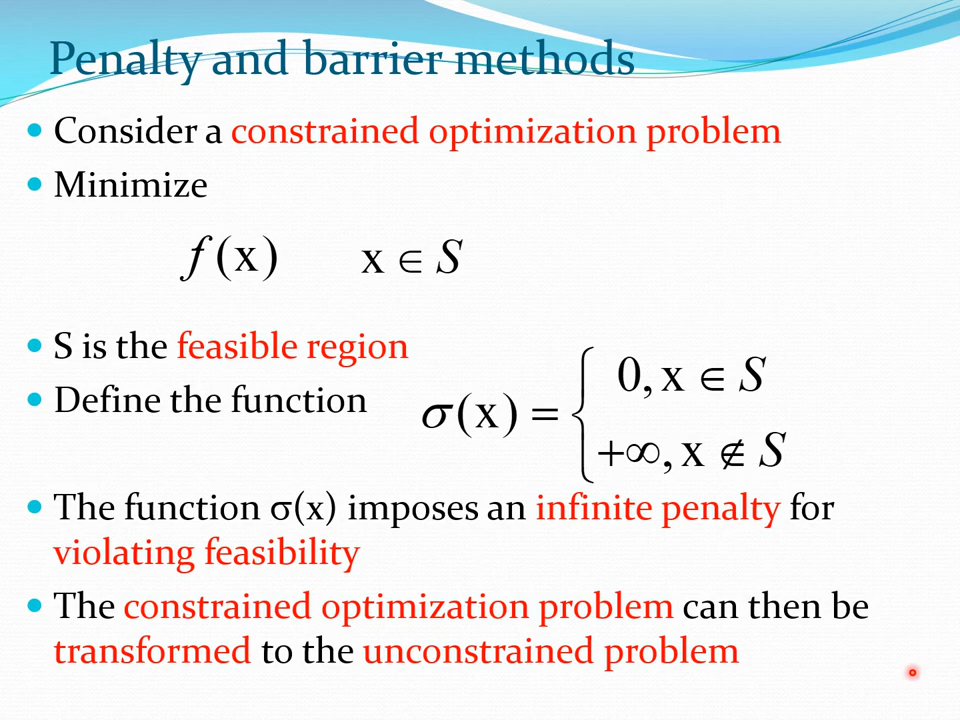 Penalty and barrier methods
• Consider a constrained optimization problem
• Minimize
f(x) x ∈ S
• S is the feasible region
• Define the function
σ(x) = { 0, x ∈ S
+∞, x ∉ S
• The function σ(x) imposes an infinite penalty for
violating feasibility
• The constrained optimization problem can then be
transformed to the unconstrained problem